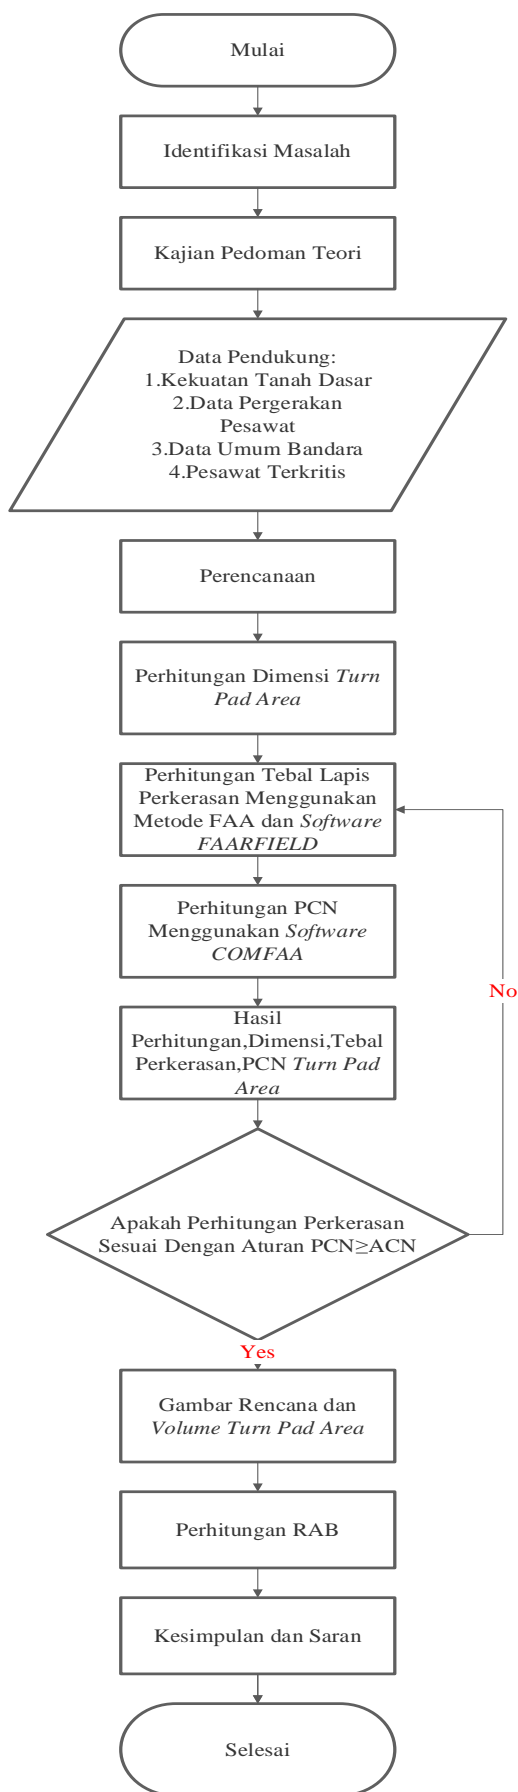 Mulai
Identifikasi Masalah
Kajian Pedoman Teori
Data Pendukung:
1.Kekuatan Tanah Dasar
2.Data Pergerakan
Pesawat
3.Data Umum Bandara
4.Pesawat Terkritis
Perencanaan
Perhitungan Dimensi Turn
Pad Area
Perhitungan Tebal Lapis
Perkerasan Menggunakan
Metode FAA dan Software
FAARFIELD
Perhitungan PCN
Menggunakan Software
COMFAA
No
Hasil
Perhitungan,Dimensi,Tebal
Perkerasan,PCN Turn Pad
Area
Apakah Perhitungan Perkerasan
Sesuai Dengan Aturan PCN≥ACN
Yes
Gambar Rencana dan
Volume Turn Pad Area
Perhitungan RAB
Kesimpulan dan Saran
Selesai